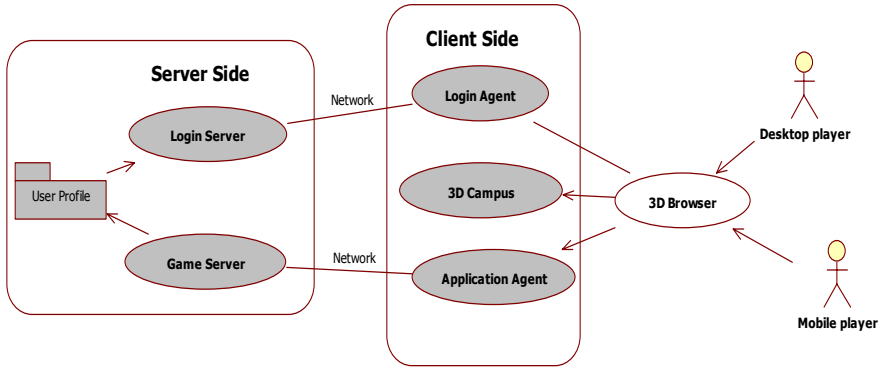 Client Side
Server Side
Login Agent
Network
Login Server
Desktop player
User Profile
3D Campus
3D Browser
Network
Game Server
Application Agent
Mobile player